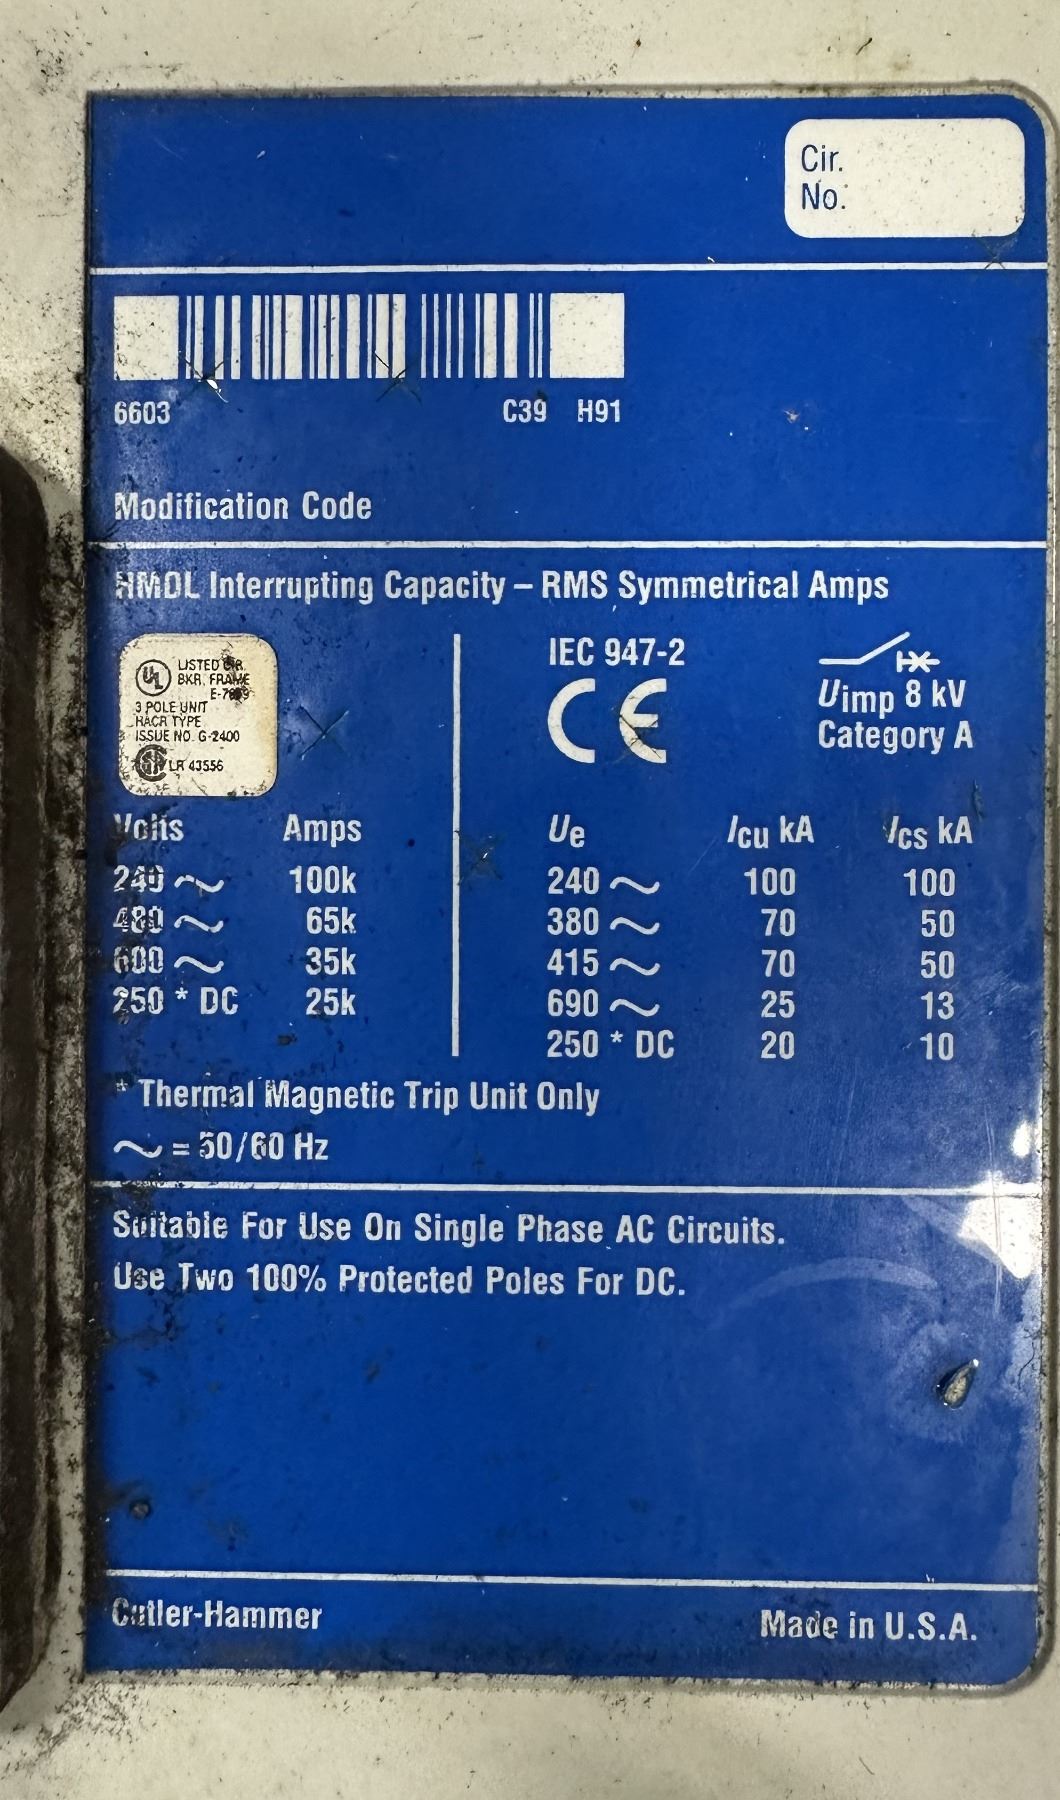 Cir.
No.
6603 C39 H91
Modification Code
HMDL Interrupting Capacity – RMS Symmetrical Amps
UL LISTED CIR.
BKR. FRAME
3 POLE UNIT
HACR TYPE
ISSUE NO. G-2400
LR 43556
IEC 947-2
CE
Uimp 8 kV
Category A
Volts Amps
240 ~ 100k
480 ~ 65k
600 ~ 35k
250 * DC 25k
Ue Icu kA Ics kA
240 ~ 100 100
380 ~ 70 50
415 ~ 70 50
690 ~ 25 13
250 * DC 20 10
* Thermal Magnetic Trip Unit Only
~ = 50/60 Hz
Suitable For Use On Single Phase AC Circuits.
Use Two 100% Protected Poles For DC.
Cutler-Hammer
Made in U.S.A.